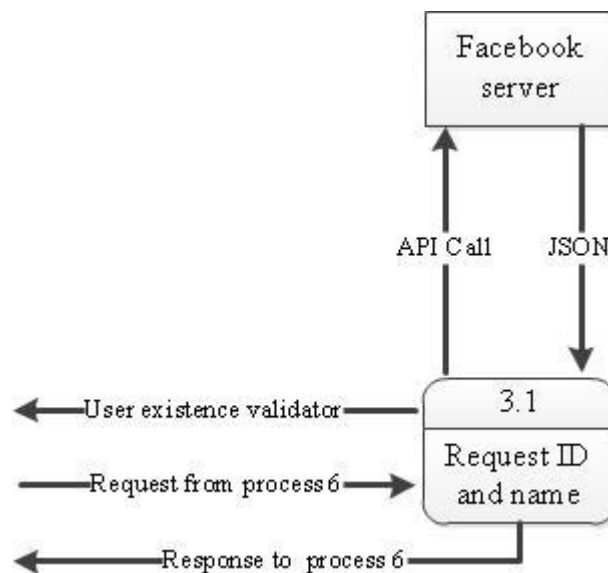 Facebook
server
API Call
JSON
User existence validator
3.1
Request from process 6
Request ID
and name
Response to process 6